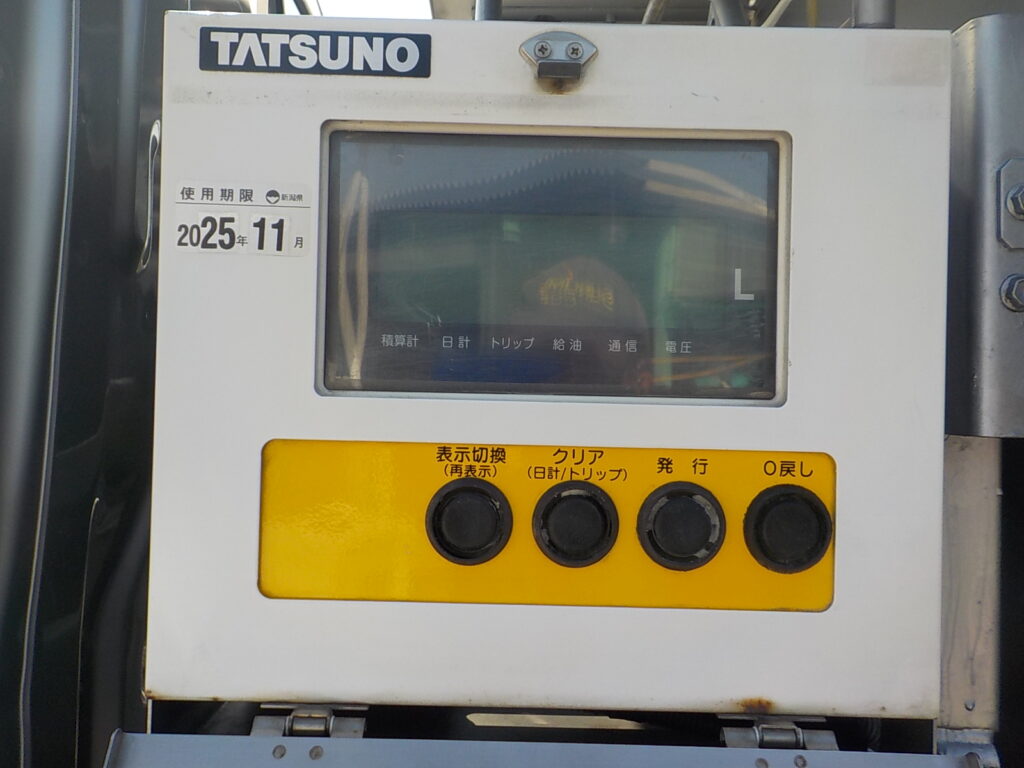 TATSUNO
使用期限 新潟県
2025年11月
L
積算計 日計 トリップ 給油 通信 電圧
表示切換 クリア 発行 0戻し
(再表示) (日計/トリップ)